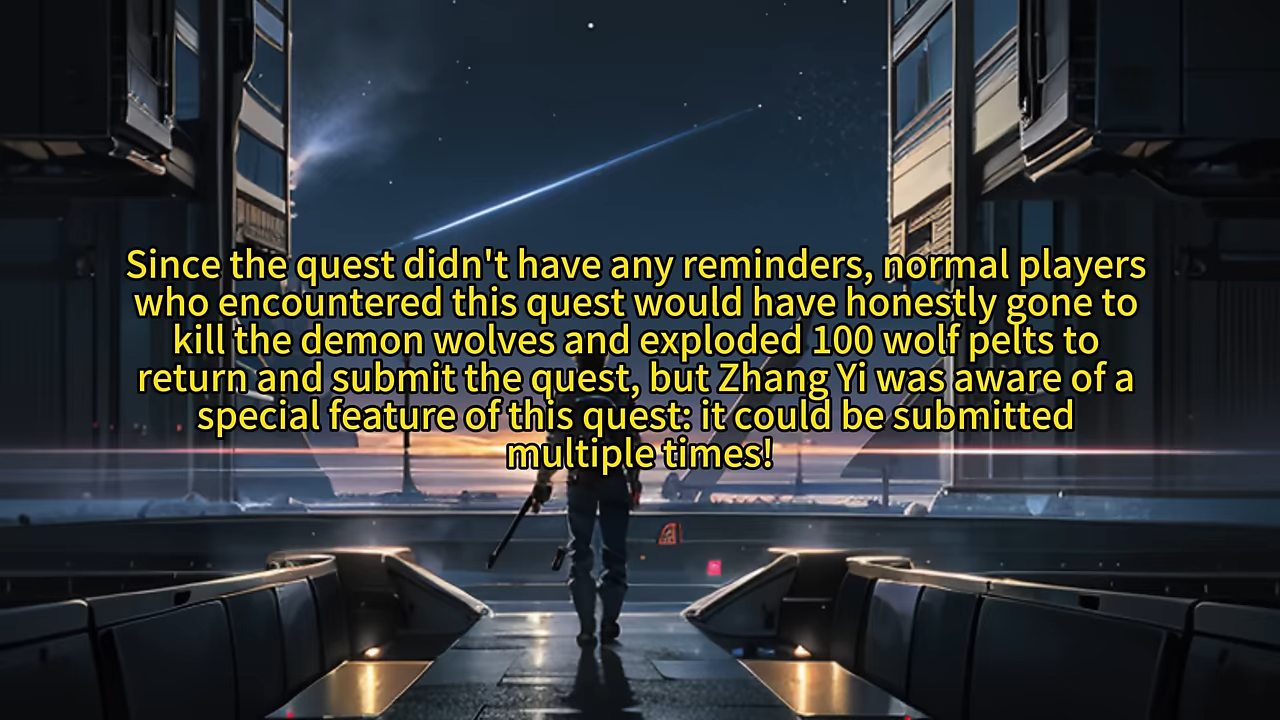 Since the quest didn't have any reminders, normal players
who encountered this quest would have honestly gone to
kill the demon wolves and exploded 100 wolf pelts to
return and submit the quest, but Zhang Yi was aware of a
special feature of this quest: it could be submitted
multiple times!